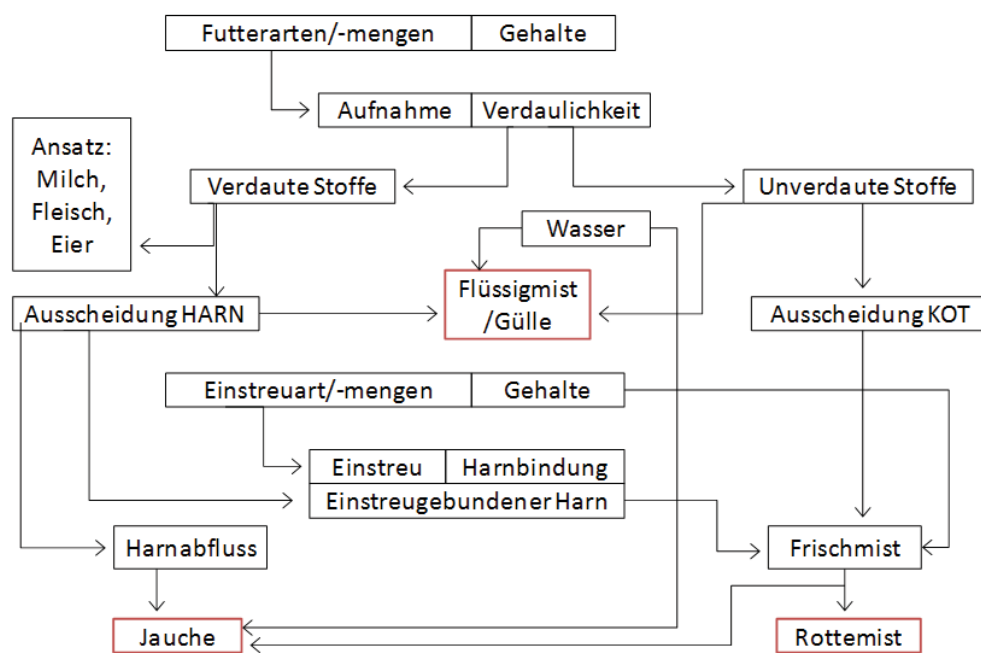 Futterarten/-mengen
Gehalte
Aufnahme
Verdaulichkeit
Ansatz:
Milch,
Fleisch,
Eier
Verdaute Stoffe
Unverdaute Stoffe
Wasser
Flüssigmist
/Gülle
Ausscheidung HARN
Ausscheidung KOT
Einstreuart/-mengen
Gehalte
Einstreu
Harnbindung
Einstreugebundener Harn
Harnabfluss
Frischmist
Jauche
Rottemist